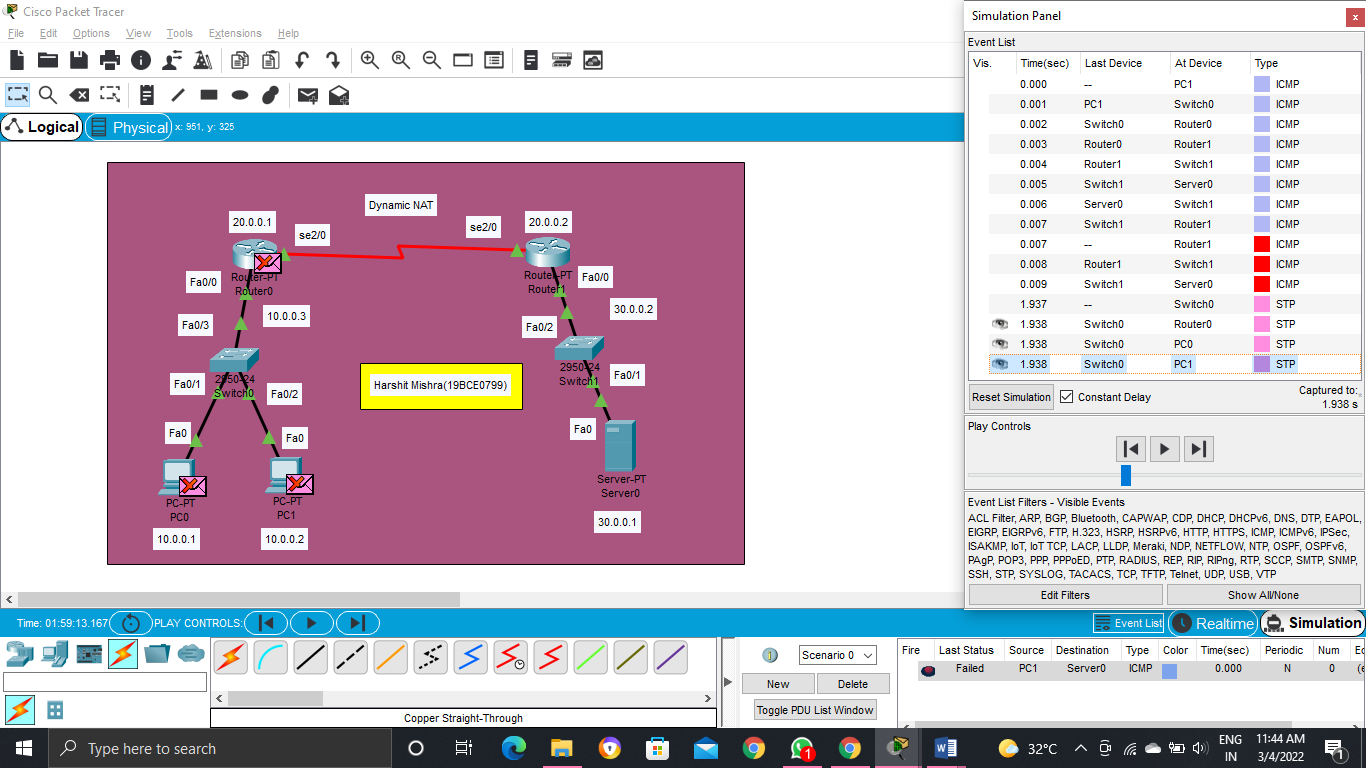 Cisco Packet Tracer
File Edit Options View Tools Extensions Help
Logical Physical x: 951, y: 325
Dynamic NAT
20.0.0.1
20.0.0.2
se2/0
se2/0
Router-PT
Router0
Router-PT
Router1
Fa0/0
Fa0/0
10.0.0.3
30.0.0.2
Fa0/3
Fa0/2
2950-24
Switch0
2950-24
Switch1
Fa0/1
Fa0/2
Fa0/1
Harshit Mishra(19BCE0799)
Fa0
Fa0
Fa0
PC-PT
PC0
PC-PT
PC1
Server-PT
Server0
10.0.0.1
10.0.0.2
30.0.0.1
Simulation Panel
x
Event List
Vis. Time(sec) Last Device At Device Type
0.000 -- PC1 ICMP
0.001 PC1 Switch0 ICMP
0.002 Switch0 Router0 ICMP
0.003 Router0 Router1 ICMP
0.004 Router1 Switch1 ICMP
0.005 Switch1 Server0 ICMP
0.006 Server0 Switch1 ICMP
0.007 Switch1 Router1 ICMP
0.007 -- Router1 ICMP
0.008 Router1 Switch1 ICMP
0.009 Switch1 Server0 ICMP
1.937 -- Switch0 STP
1.938 Switch0 Router0 STP
1.938 Switch0 PC0 STP
1.938 Switch0 PC1 STP
Reset Simulation Constant Delay Captured to:
1.938 s
Play Controls
Event List Filters - Visible Events
ACL Filter, ARP, BGP, Bluetooth, CAPWAP, CDP, DHCP, DHCPv6, DNS, DTP, EAPOL,
EIGRP, EIGRPv6, FTP, H.323, HSRP, HSRPv6, HTTP, HTTPS, ICMP, ICMPv6, IPSec,
ISAKMP, IoT, IoT TCP, LACP, LLDP, Meraki, NDP, NETFLOW, NTP, OSPF, OSPFv6,
PAgP, POP3, PPP, PPPoED, PTP, RADIUS, REP, RIP, RIPng, RTP, SCCP, SMTP, SNMP,
SSH, STP, SYSLOG, TACACS, TCP, TFTP, Telnet, UDP, USB, VTP
Edit Filters Show All/None
Time: 01:59:13.167 PLAY CONTROLS: Event List Realtime Simulation
Scenario 0
New Delete
Toggle PDU List Window
Fire Last Status Source Destination Type Color Time(sec) Periodic Num Ed
Failed PC1 Server0 ICMP 0.000 N 0 (e
Copper Straight-Through
Type here to search
1
32°C
ENG
IN
11:44 AM
3/4/2022
1